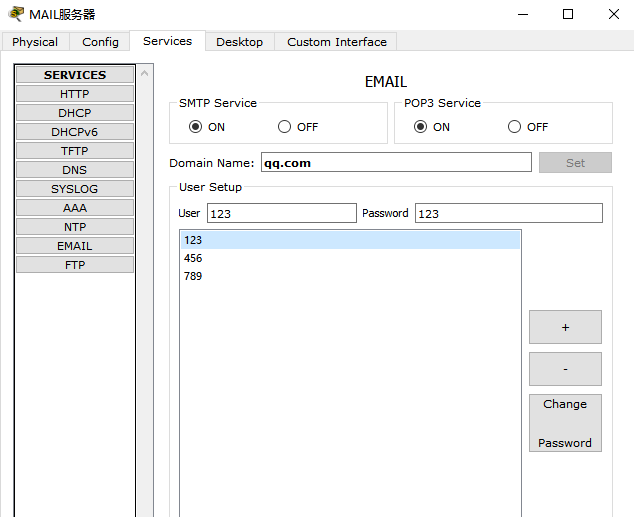 MAIL服务器
Physical Config Services Desktop Custom Interface
SERVICES
HTTP
DHCP
DHCPv6
TFTP
DNS
SYSLOG
AAA
NTP
EMAIL
FTP
EMAIL
SMTP Service
ON OFF
POP3 Service
ON OFF
Domain Name: qq.com Set
User Setup
User 123 Password 123
123
456
789
+
-
Change
Password